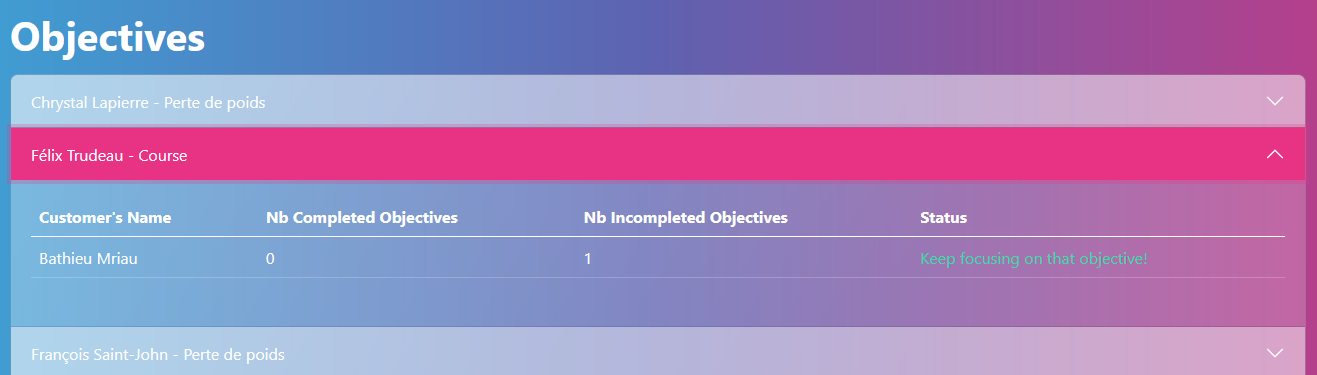 Objectives
Chrystal Lapierre - Perte de poids
Félix Trudeau - Course
Customer's Name Nb Completed Objectives Nb Incompleted Objectives Status
Bathieu Mriau 0 1 Keep focusing on that objective!
François Saint-John - Perte de poids